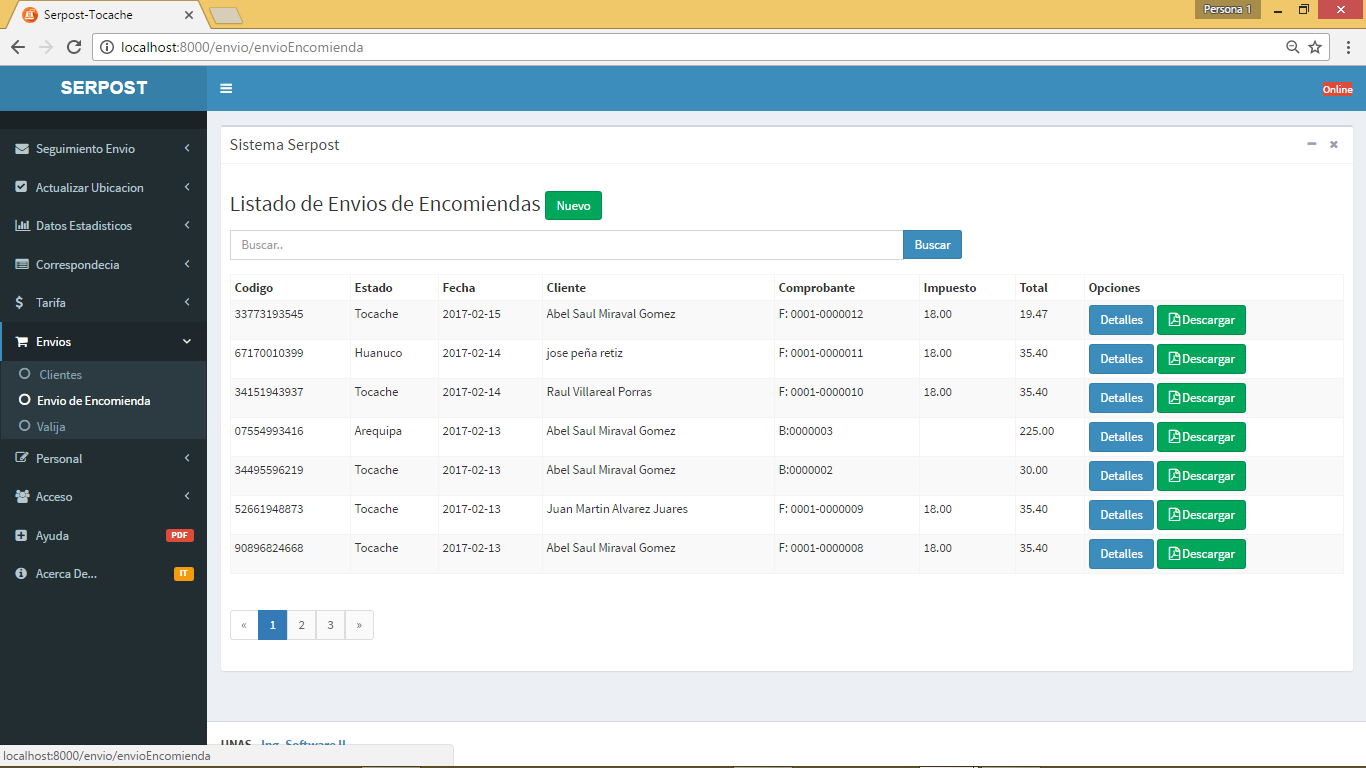 Serpost-Tocache
Persona 1
localhost:8000/envio/envioEncomienda
SERPOST
Online
Seguimiento Envio
Actualizar Ubicacion
Datos Estadisticos
Correspondecia
$ Tarifa
Envios
Clientes
Envio de Encomienda
Valija
Personal
Acceso
Ayuda PDF
Acerca De... IT
Sistema Serpost
Listado de Envios de Encomiendas Nuevo
Buscar.. Buscar
Codigo Estado Fecha Cliente Comprobante Impuesto Total Opciones
33773193545 Tocache 2017-02-15 Abel Saul Miraval Gomez F: 0001-0000012 18.00 19.47 Detalles Descargar
67170010399 Huanuco 2017-02-14 jose peña retiz F: 0001-0000011 18.00 35.40 Detalles Descargar
34151943937 Tocache 2017-02-14 Raul Villareal Porras F: 0001-0000010 18.00 35.40 Detalles Descargar
07554993416 Arequipa 2017-02-13 Abel Saul Miraval Gomez B:0000003 225.00 Detalles Descargar
34495596219 Tocache 2017-02-13 Abel Saul Miraval Gomez B:0000002 30.00 Detalles Descargar
52661948873 Tocache 2017-02-13 Juan Martin Alvarez Juares F: 0001-0000009 18.00 35.40 Detalles Descargar
90896824668 Tocache 2017-02-13 Abel Saul Miraval Gomez F: 0001-0000008 18.00 35.40 Detalles Descargar
« 1 2 3 »
UNAS - Ing. Software II
localhost:8000/envio/envioEncomienda